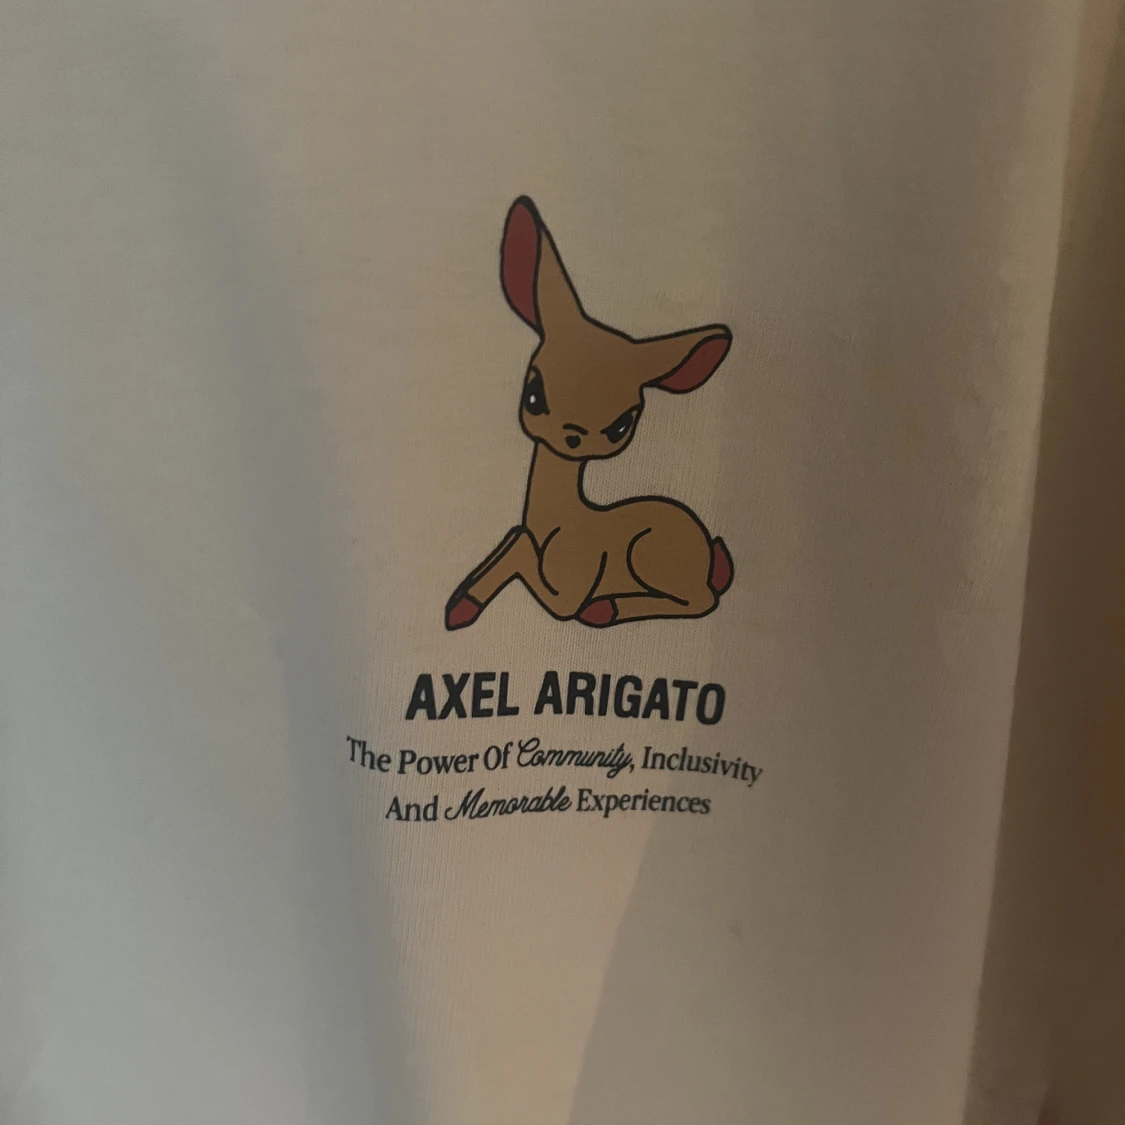 AXEL ARIGATO
The Power Of Community, Inclusivity
And Memorable Experiences